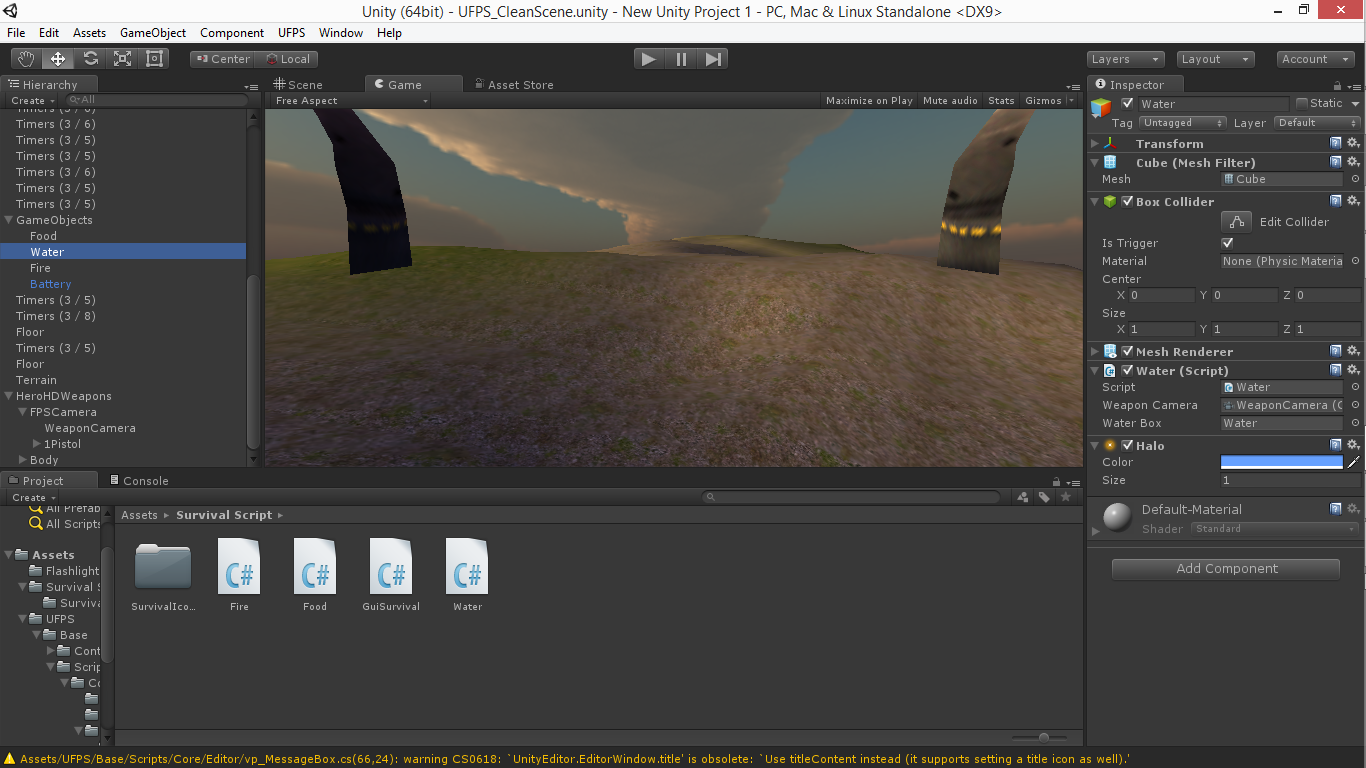 Unity (64bit) - UFPS_CleanScene.unity - New Unity Project 1 - PC, Mac & Linux Standalone <DX9>
File Edit Assets GameObject Component UFPS Window Help
Center Local
Layers Layout Account
Hierarchy
Create All
Timers (3 / 6)
Timers (3 / 6)
Timers (3 / 5)
Timers (3 / 5)
Timers (3 / 6)
Timers (3 / 5)
Timers (3 / 5)
GameObjects
Food
Water
Fire
Battery
Timers (3 / 5)
Timers (3 / 8)
Floor
Timers (3 / 5)
Floor
Terrain
HeroHDWeapons
FPSCamera
WeaponCamera
1Pistol
Body
Scene Game Asset Store
Free Aspect Maximize on Play Mute audio Stats Gizmos
Inspector
Water Static
Tag Untagged Layer Default
Transform
Cube (Mesh Filter)
Mesh Cube
Box Collider
Edit Collider
Is Trigger
Material None (Physic Materia
Center
X 0 Y 0 Z 0
Size
X 1 Y 1 Z 1
Mesh Renderer
Water (Script)
Script Water
Weapon Camera WeaponCamera (C
Water Box Water
Halo
Color
Size 1
Default-Material
Shader Standard
Add Component
Project Console
Create
All Prefab
All Scripts
Assets
Flashlight
Survival S
Surviva
UFPS
Base
Cont
Scrip
Co
Assets Survival Script
C# C# C# C#
SurvivalIco... Fire Food GuiSurvival Water
Assets/UFPS/Base/Scripts/Core/Editor/vp_MessageBox.cs(66,24): warning CS0618: `UnityEditor.EditorWindow.title' is obsolete: `Use titleContent instead (it supports setting a title icon as well).'